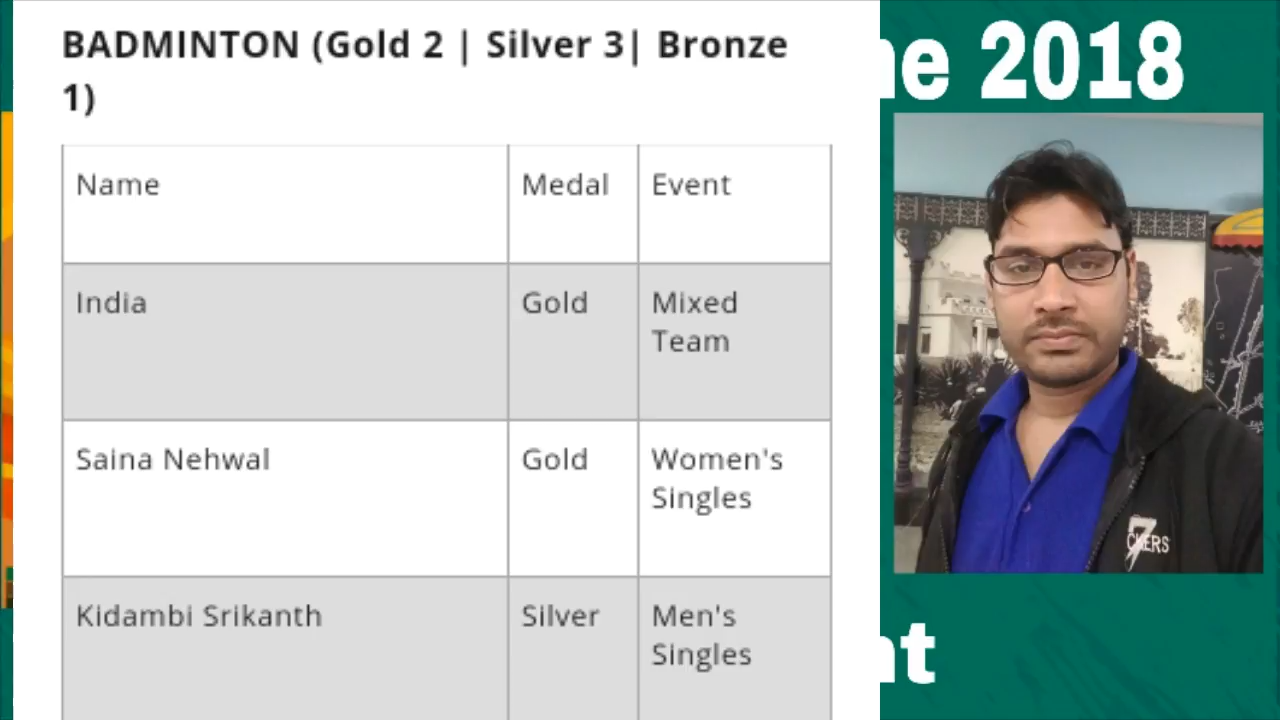 BADMINTON (Gold 2 | Silver 3| Bronze
1)
Name Medal Event
India Gold Mixed
Team
Saina Nehwal Gold Women's
Singles
Kidambi Srikanth Silver Men's
Singles
2018